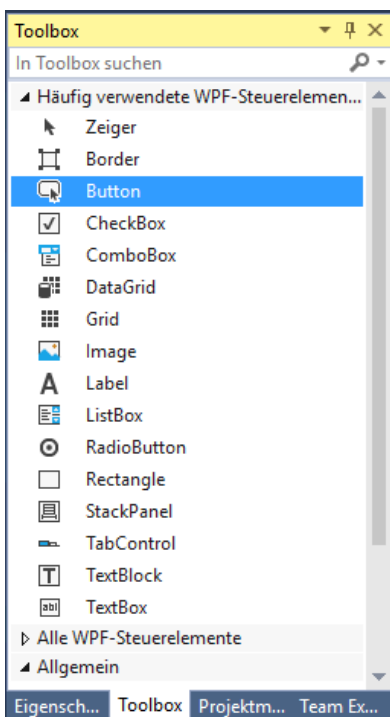 Toolbox
In Toolbox suchen
Häufig verwendete WPF-Steuerelemen...
Zeiger
Border
Button
CheckBox
ComboBox
DataGrid
Grid
Image
A Label
ListBox
RadioButton
Rectangle
StackPanel
TabControl
T TextBlock
abl TextBox
Alle WPF-Steuerelemente
Allgemein
Eigensch... Toolbox Projektm... Team Ex...